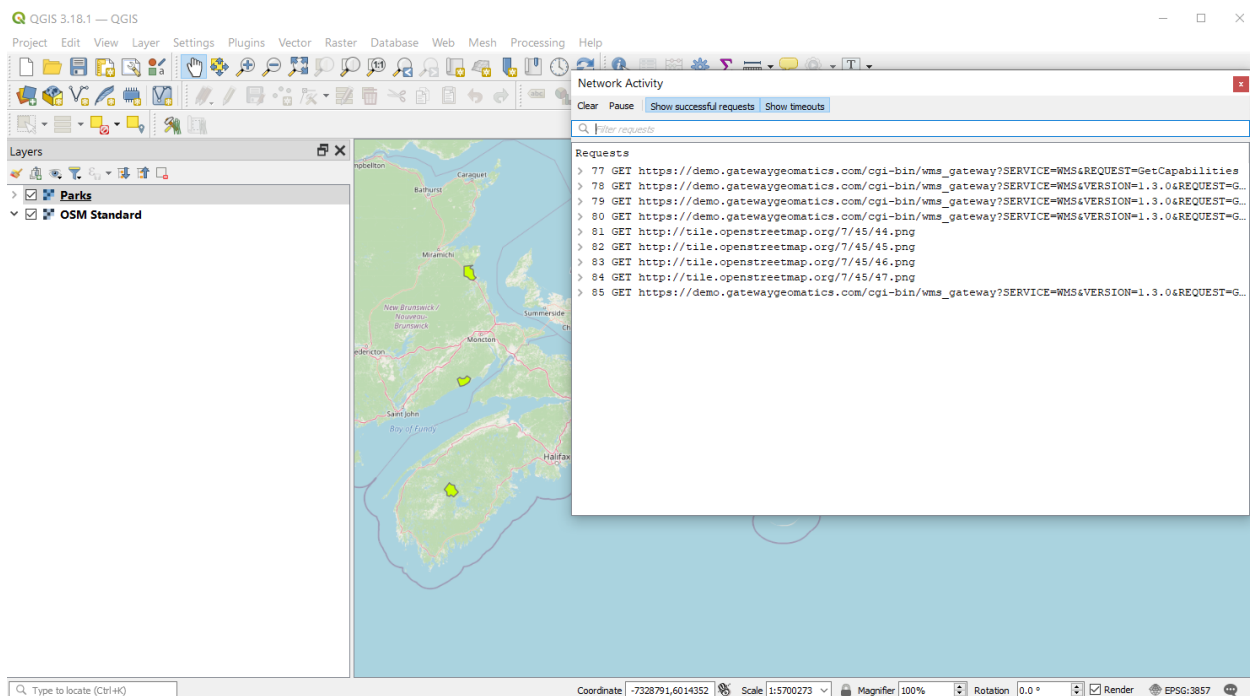 QGIS 3.18.1 — QGIS
Project Edit View Layer Settings Plugins Vector Raster Database Web Mesh Processing Help
Network Activity
Clear Pause Show successful requests Show timeouts
Filter requests
Requests
77 GET https://demo.gatewaygeomatics.com/cgi-bin/wms_gateway?SERVICE=WMS&REQUEST=GetCapabilities
78 GET https://demo.gatewaygeomatics.com/cgi-bin/wms_gateway?SERVICE=WMS&VERSION=1.3.0&REQUEST=G…
79 GET https://demo.gatewaygeomatics.com/cgi-bin/wms_gateway?SERVICE=WMS&VERSION=1.3.0&REQUEST=G…
80 GET https://demo.gatewaygeomatics.com/cgi-bin/wms_gateway?SERVICE=WMS&VERSION=1.3.0&REQUEST=G…
81 GET http://tile.openstreetmap.org/7/45/44.png
82 GET http://tile.openstreetmap.org/7/45/45.png
83 GET http://tile.openstreetmap.org/7/45/46.png
84 GET http://tile.openstreetmap.org/7/45/47.png
85 GET https://demo.gatewaygeomatics.com/cgi-bin/wms_gateway?SERVICE=WMS&VERSION=1.3.0&REQUEST=G…
Layers
Parks
OSM Standard
mpbellton
Caraquet
Bathurst
Miramichi
New Brunswick /
Nouveau-
Brunswick
Summerside
Ch
Moncton
edericton
Saint John
Bay of Fundy
Halifax
Type to locate (Ctrl+K)
Coordinate -7328791,6014352 Scale 1:5700273 Magnifier 100% Rotation 0.0 ° Render EPSG:3857